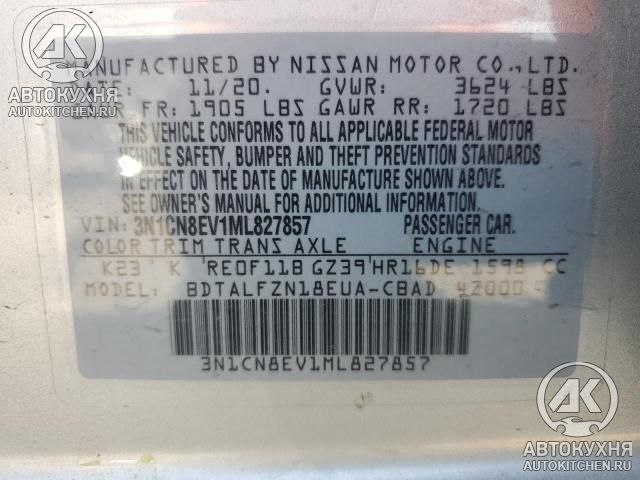 MANUFACTURED BY NISSAN MOTOR CO., LTD.
DATE: 11/20. GVWR: 3624 LBS
FR: 1905 LBS GAWR RR: 1720 LBS
THIS VEHICLE CONFORMS TO ALL APPLICABLE FEDERAL MOTOR
VEHICLE SAFETY, BUMPER AND THEFT PREVENTION STANDARDS
IN EFFECT ON THE DATE OF MANUFACTURE SHOWN ABOVE.
SEE OWNER'S MANUAL FOR ADDITIONAL INFORMATION.
VIN: 3N1CN8EV1ML827857 PASSENGER CAR.
COLOR TRIM TRANS AXLE ENGINE
K23 K RE0F11B GZ39 HR16DE 1598 CC
MODEL: BDTALFZN18EUA-CBAD 42000
3N1CN8EV1ML827857
АК
АВТОКУХНЯ
AUTOKITCHEN.RU
АК
АВТОКУХНЯ
AUTOKITCHEN.RU